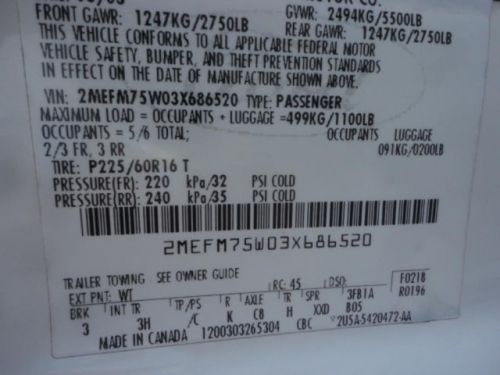 FRONT GAWR: 1247KG/2750LB GVWR: 2494KG/5500LB
REAR GAWR: 1247KG/2750LB
THIS VEHICLE CONFORMS TO ALL APPLICABLE FEDERAL MOTOR
VEHICLE SAFETY, BUMPER, AND THEFT PREVENTION STANDARDS
IN EFFECT ON THE DATE OF MANUFACTURE SHOWN ABOVE.
VIN: 2MEFM75W03X686520 TYPE: PASSENGER
MAXIMUM LOAD = OCCUPANTS + LUGGAGE =499KG/1100LB
OCCUPANTS = 5/6 TOTAL; OCCUPANTS LUGGAGE
2/3 FR, 3 RR 091KG/0200LB
TIRE: P225/60R16 T
PRESSURE(FR) 220 kPa/32 PSI COLD
PRESSURE(RR) 240 kPa/35 PSI COLD
2MEFM75W03X686520
TRAILER TOWING SEE OWNER GUIDE
EXT PNT: WT RC: 45 DSO: F0218
BRK INT TR TP/PS R AXLE TR SPR 3FB1A R0196
3 3H /C K C8 H XXD B05
MADE IN CANADA 1200303265304 CBC 2U5A-5420472-AA